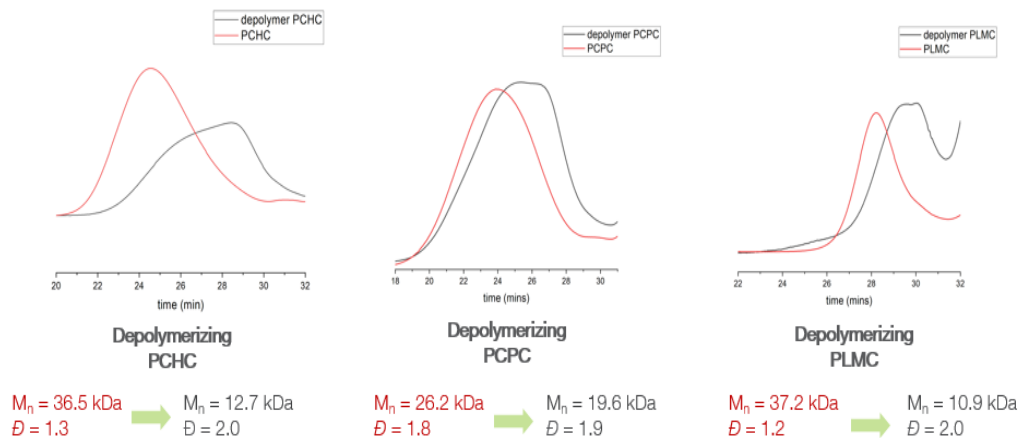 depolymer PCHC
PCHC
20 22 24 26 28 30 32
time (min)
Depolymerizing
PCHC
Mn = 36.5 kDa
Đ = 1.3
Mn = 12.7 kDa
Đ = 2.0
depolymer PCPC
PCPC
18 20 22 24 26 28 30
time (mins)
Depolymerizing
PCPC
Mn = 26.2 kDa
Đ = 1.8
Mn = 19.6 kDa
Đ = 1.9
depolymer PLMC
PLMC
22 24 26 28 30 32
time (mins)
Depolymerizing
PLMC
Mn = 37.2 kDa
Đ = 1.2
Mn = 10.9 kDa
Đ = 2.0